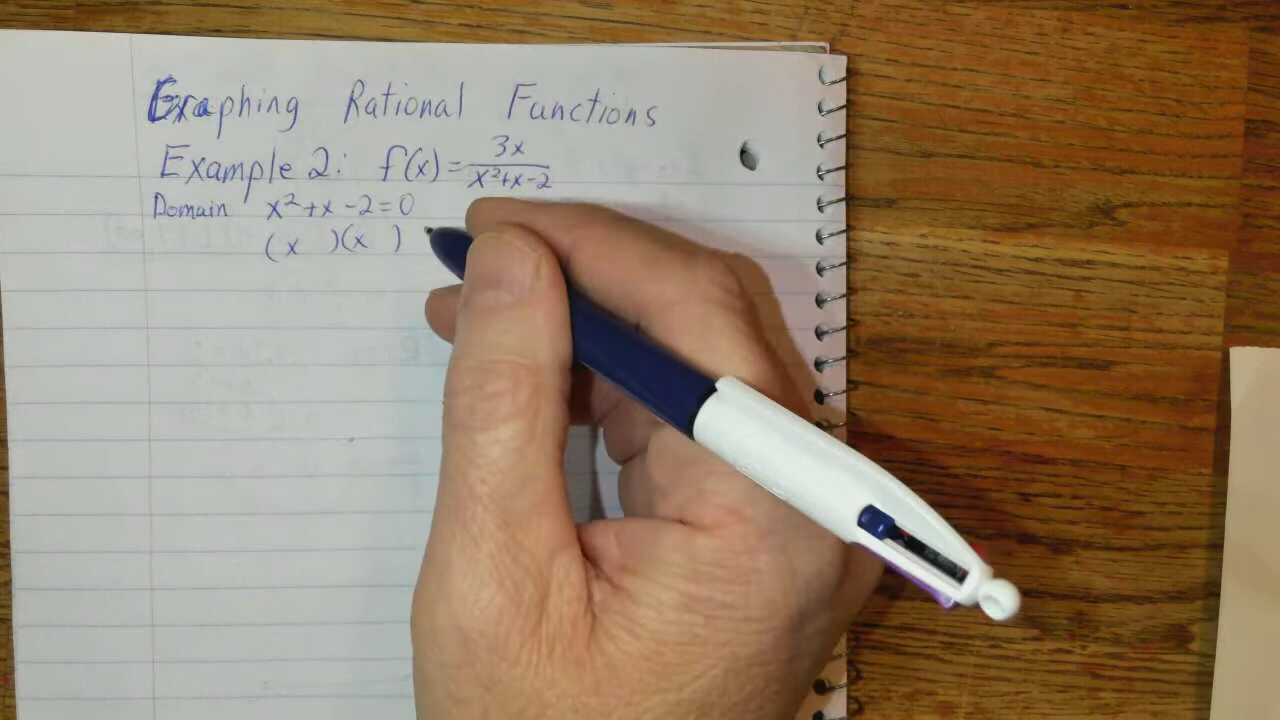 Graphing Rational Functions
Example 2: f(x) = 3x / x²+x-2
Domain x²+x-2=0
(x )(x )